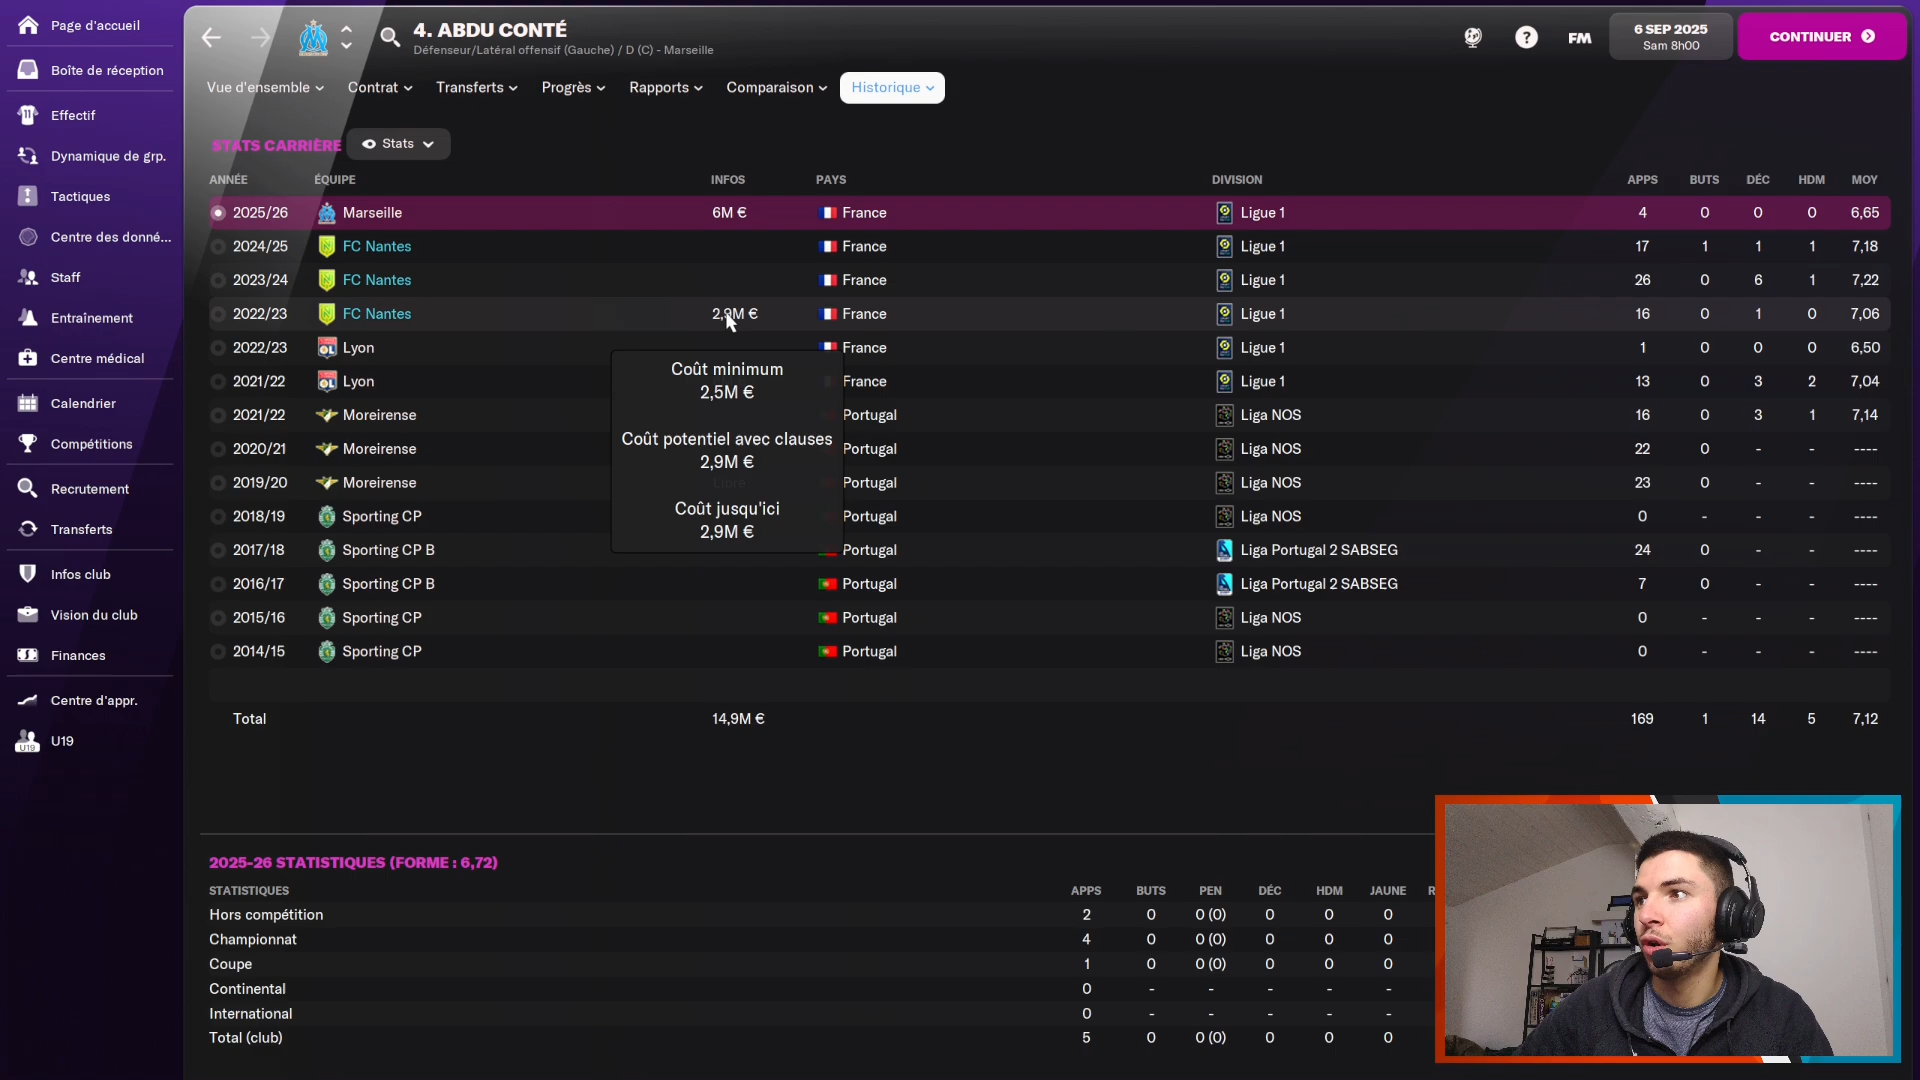 Page d'accueil
Boîte de réception
Effectif
Dynamique de grp.
Tactiques
Centre des donné...
Staff
Entraînement
Centre médical
Calendrier
Compétitions
Recrutement
Transferts
Infos club
Vision du club
Finances
Centre d'appr.
U19
4. ABDU CONTÉ
Défenseur/Latéral offensif (Gauche) / D (C) - Marseille
? FM
6 SEP 2025
Sam 8h00
CONTINUER
Vue d'ensemble Contrat Transferts Progrès Rapports Comparaison Historique
STATS CARRIÈRE Stats
ANNÉE ÉQUIPE INFOS PAYS DIVISION APPS BUTS DÉC HDM MOY
2025/26 Marseille 6M € France Ligue 1 4 0 0 0 6,65
2024/25 FC Nantes France Ligue 1 17 1 1 1 7,18
2023/24 FC Nantes France Ligue 1 26 0 6 1 7,22
2022/23 FC Nantes 2,9M € France Ligue 1 16 0 1 0 7,06
2022/23 Lyon France Ligue 1 1 0 0 0 6,50
2021/22 Lyon France Ligue 1 13 0 3 2 7,04
2021/22 Moreirense Portugal Liga NOS 16 0 3 1 7,14
2020/21 Moreirense Portugal Liga NOS 22 0 - - ----
2019/20 Moreirense Portugal Liga NOS 23 0 - - ----
2018/19 Sporting CP Portugal Liga NOS 0 - - - ----
2017/18 Sporting CP B Portugal Liga Portugal 2 SABSEG 24 0 - - ----
2016/17 Sporting CP B Portugal Liga Portugal 2 SABSEG 7 0 - - ----
2015/16 Sporting CP Portugal Liga NOS 0 - - - ----
2014/15 Sporting CP Portugal Liga NOS 0 - - - ----
Coût minimum
2,5M €
Coût potentiel avec clauses
2,9M €
Coût jusqu'ici
2,9M €
Total 14,9M € 169 1 14 5 7,12
2025-26 STATISTIQUES (FORME : 6,72)
STATISTIQUES APPS BUTS PEN DÉC HDM JAUNE R
Hors compétition 2 0 0 (0) 0 0 0
Championnat 4 0 0 (0) 0 0 0
Coupe 1 0 0 (0) 0 0 0
Continental 0 - - - - -
International 0 - - - - -
Total (club) 5 0 0 (0) 0 0 0